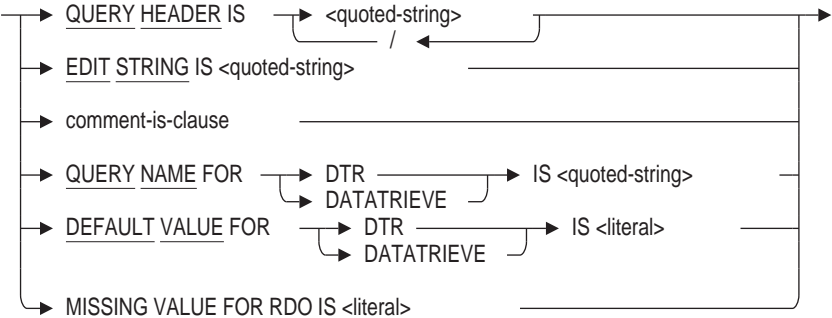 QUERY HEADER IS <quoted-string>
/
EDIT STRING IS <quoted-string>
comment-is-clause
QUERY NAME FOR DTR IS <quoted-string>
DATATRIEVE
DEFAULT VALUE FOR DTR IS <literal>
DATATRIEVE
MISSING VALUE FOR RDO IS <literal>